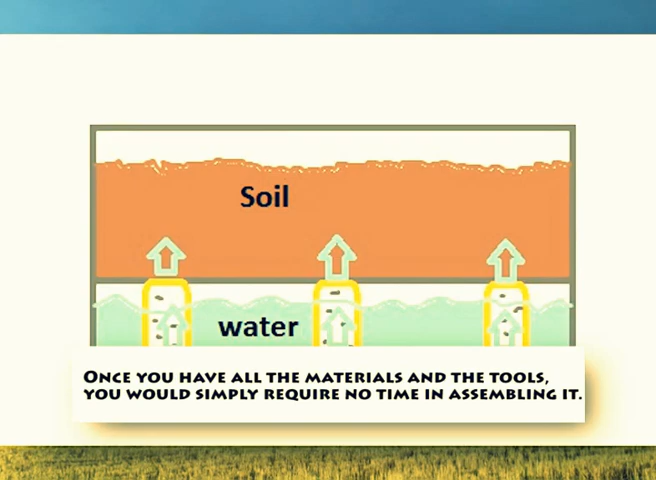 Soil
water
Once you have all the materials and the tools,
you would simply require no time in assembling it.